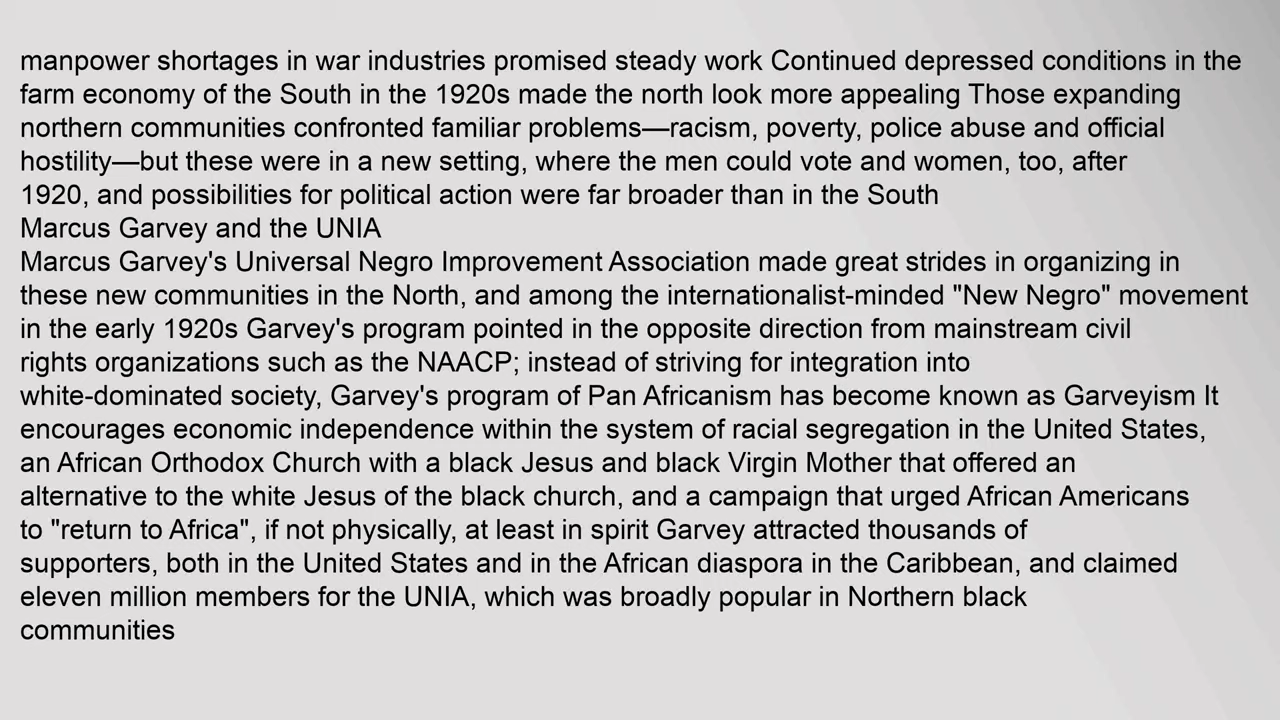 manpower shortages in war industries promised steady work Continued depressed conditions in the
farm economy of the South in the 1920s made the north look more appealing Those expanding
northern communities confronted familiar problems—racism, poverty, police abuse and official
hostility—but these were in a new setting, where the men could vote and women, too, after
1920, and possibilities for political action were far broader than in the South
Marcus Garvey and the UNIA
Marcus Garvey's Universal Negro Improvement Association made great strides in organizing in
these new communities in the North, and among the internationalist-minded "New Negro" movement
in the early 1920s Garvey's program pointed in the opposite direction from mainstream civil
rights organizations such as the NAACP; instead of striving for integration into
white-dominated society, Garvey's program of Pan Africanism has become known as Garveyism It
encourages economic independence within the system of racial segregation in the United States,
an African Orthodox Church with a black Jesus and black Virgin Mother that offered an
alternative to the white Jesus of the black church, and a campaign that urged African Americans
to "return to Africa", if not physically, at least in spirit Garvey attracted thousands of
supporters, both in the United States and in the African diaspora in the Caribbean, and claimed
eleven million members for the UNIA, which was broadly popular in Northern black
communities